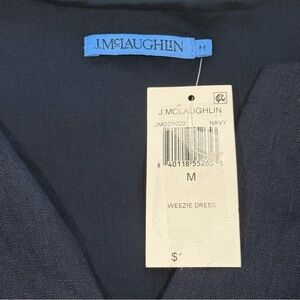 J.McLAUGHLIN M
J.MCLAUGHLIN
NAVY
M
WEEZIE DRESS
$